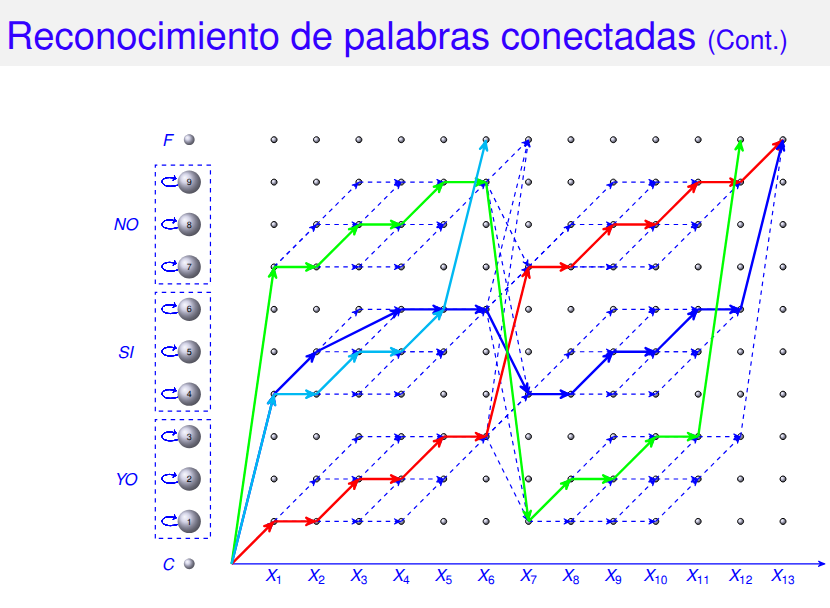 Reconocimiento de palabras conectadas (Cont.)
F
9
NO
8
7
6
SI
5
4
3
YO
2
1
C
X1 X2 X3 X4 X5 X6 X7 X8 X9 X10 X11 X12 X13